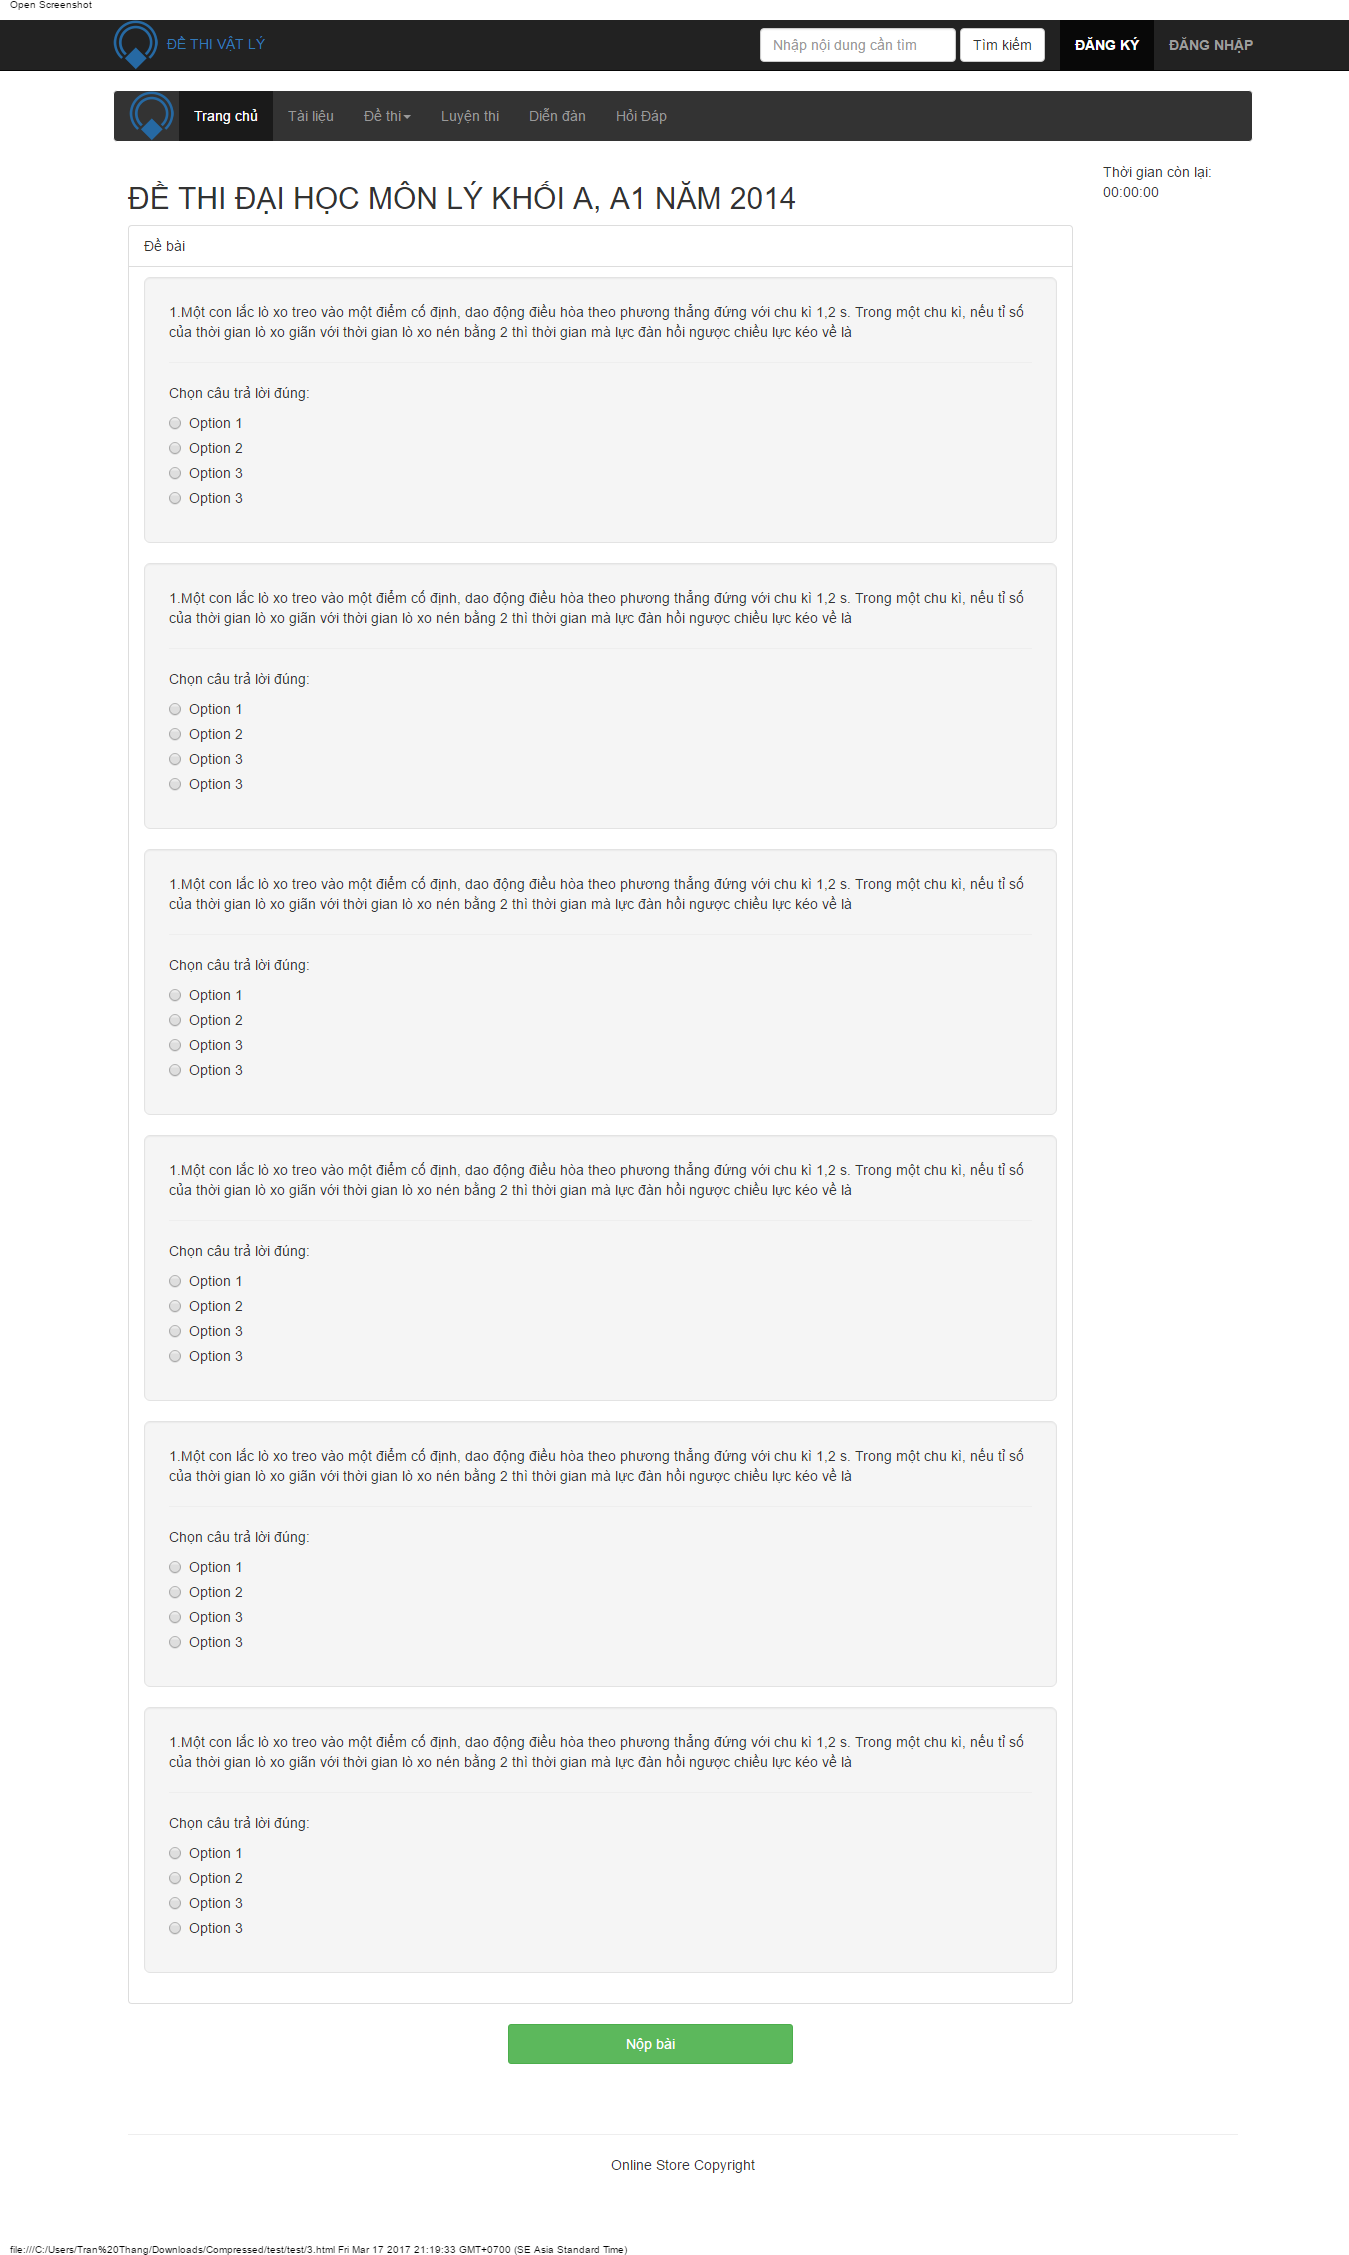 Open Screenshot
ĐỀ THI VẬT LÝ
Nhập nội dung cần tìm
Tìm kiếm
ĐĂNG KÝ
ĐĂNG NHẬP
Trang chủ
Tài liệu
Đề thi
Luyện thi
Diễn đàn
Hỏi Đáp
Thời gian còn lại:
00:00:00
ĐỀ THI ĐẠI HỌC MÔN LÝ KHỐI A, A1 NĂM 2014
Đề bài
1.Một con lắc lò xo treo vào một điểm cố định, dao động điều hòa theo phương thẳng đứng với chu kì 1,2 s. Trong một chu kì, nếu tỉ số
của thời gian lò xo giãn với thời gian lò xo nén bằng 2 thì thời gian mà lực đàn hồi ngược chiều lực kéo về là
Chọn câu trả lời đúng:
Option 1
Option 2
Option 3
Option 3
1.Một con lắc lò xo treo vào một điểm cố định, dao động điều hòa theo phương thẳng đứng với chu kì 1,2 s. Trong một chu kì, nếu tỉ số
của thời gian lò xo giãn với thời gian lò xo nén bằng 2 thì thời gian mà lực đàn hồi ngược chiều lực kéo về là
Chọn câu trả lời đúng:
Option 1
Option 2
Option 3
Option 3
1.Một con lắc lò xo treo vào một điểm cố định, dao động điều hòa theo phương thẳng đứng với chu kì 1,2 s. Trong một chu kì, nếu tỉ số
của thời gian lò xo giãn với thời gian lò xo nén bằng 2 thì thời gian mà lực đàn hồi ngược chiều lực kéo về là
Chọn câu trả lời đúng:
Option 1
Option 2
Option 3
Option 3
1.Một con lắc lò xo treo vào một điểm cố định, dao động điều hòa theo phương thẳng đứng với chu kì 1,2 s. Trong một chu kì, nếu tỉ số
của thời gian lò xo giãn với thời gian lò xo nén bằng 2 thì thời gian mà lực đàn hồi ngược chiều lực kéo về là
Chọn câu trả lời đúng:
Option 1
Option 2
Option 3
Option 3
1.Một con lắc lò xo treo vào một điểm cố định, dao động điều hòa theo phương thẳng đứng với chu kì 1,2 s. Trong một chu kì, nếu tỉ số
của thời gian lò xo giãn với thời gian lò xo nén bằng 2 thì thời gian mà lực đàn hồi ngược chiều lực kéo về là
Chọn câu trả lời đúng:
Option 1
Option 2
Option 3
Option 3
1.Một con lắc lò xo treo vào một điểm cố định, dao động điều hòa theo phương thẳng đứng với chu kì 1,2 s. Trong một chu kì, nếu tỉ số
của thời gian lò xo giãn với thời gian lò xo nén bằng 2 thì thời gian mà lực đàn hồi ngược chiều lực kéo về là
Chọn câu trả lời đúng:
Option 1
Option 2
Option 3
Option 3
Nộp bài
Online Store Copyright
file:///C:/Users/Tran%20Thang/Downloads/Compressed/test/test/3.html Fri Mar 17 2017 21:19:33 GMT+0700 (SE Asia Standard Time)